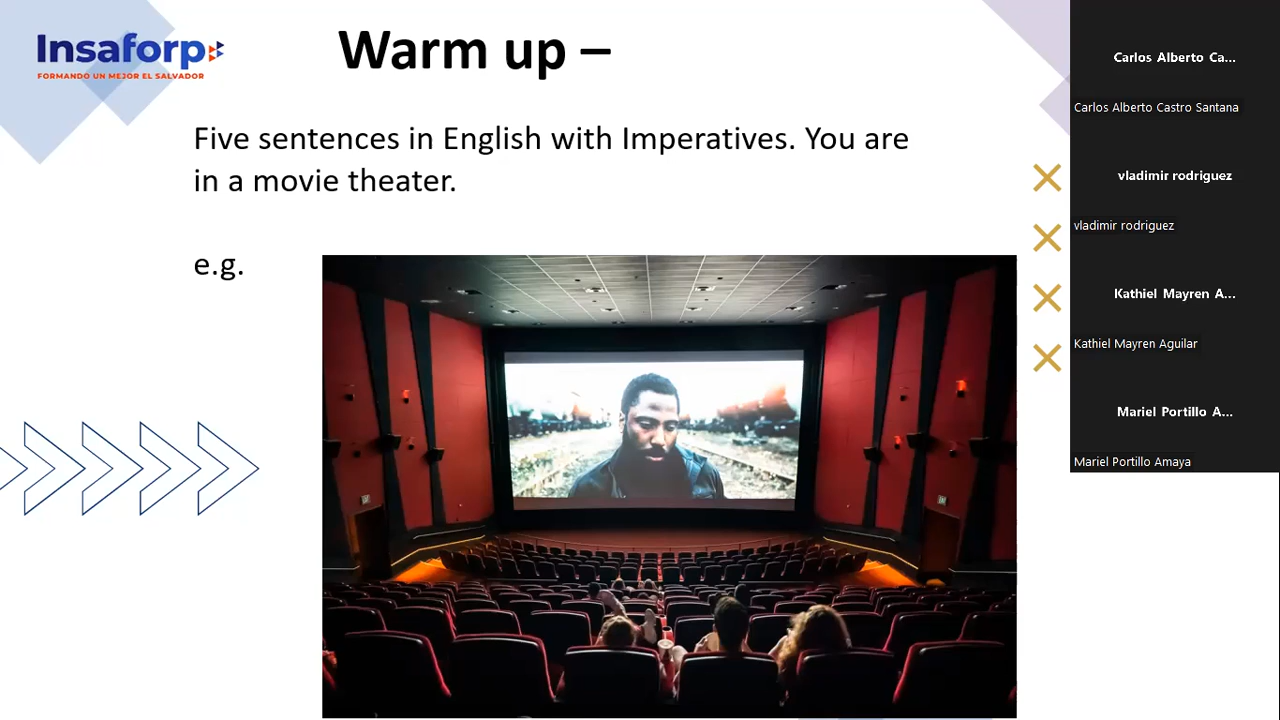 Insaforp
FORMANDO UN MEJOR EL SALVADOR
Warm up –
Five sentences in English with Imperatives. You are
in a movie theater.
e.g.
Carlos Alberto Ca...
Carlos Alberto Castro Santana
vladimir rodriguez
vladimir rodriguez
Kathiel Mayren A...
Kathiel Mayren Aguilar
Mariel Portillo A...
Mariel Portillo Amaya